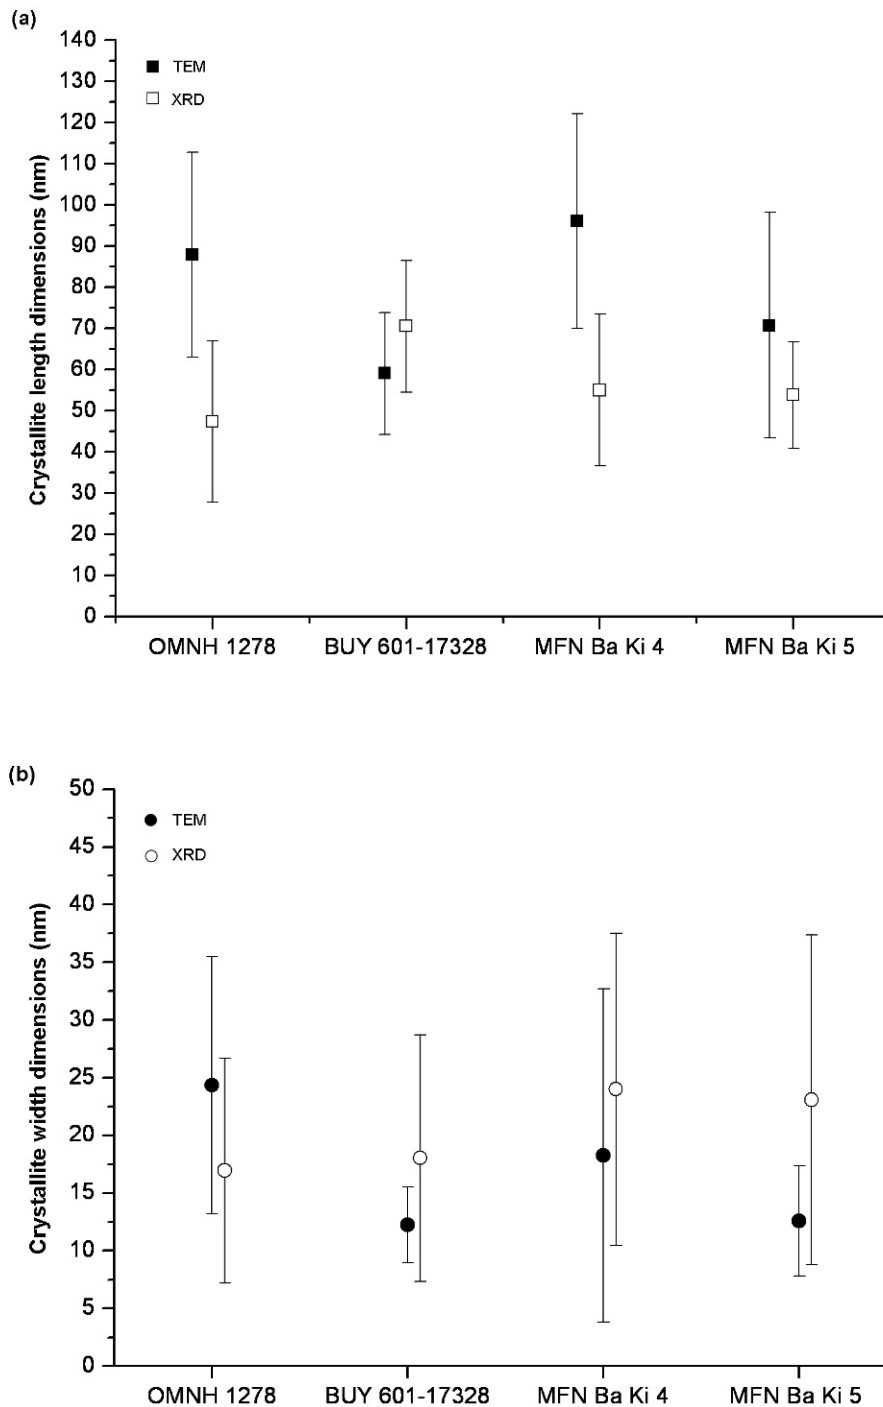 (a)
Crystallite length dimensions (nm)
140
130
120
110
100
90
80
70
60
50
40
30
20
10
0
TEM
XRD
OMNH 1278 BUY 601-17328 MFN Ba Ki 4 MFN Ba Ki 5
(b)
Crystallite width dimensions (nm)
50
45
40
35
30
25
20
15
10
5
0
TEM
XRD
OMNH 1278 BUY 601-17328 MFN Ba Ki 4 MFN Ba Ki 5